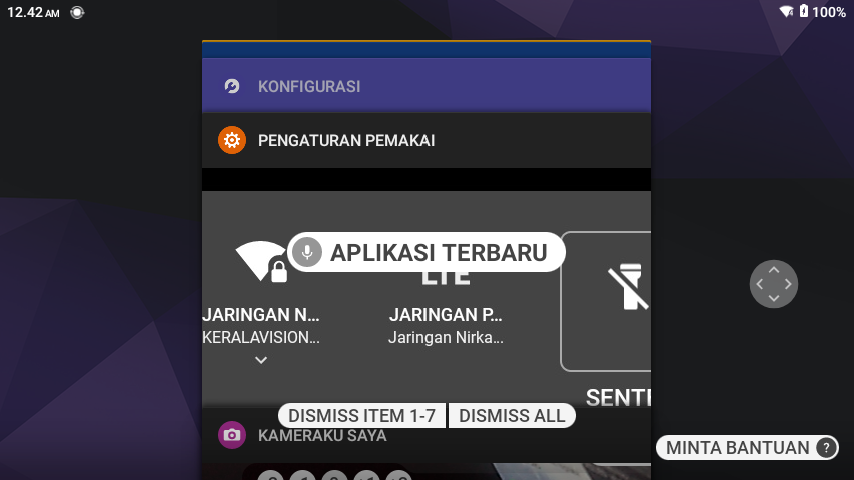 12.42 AM
100%
KONFIGURASI
PENGATURAN PEMAKAI
APLIKASI TERBARU
LTE
JARINGAN N...
JARINGAN P...
KERALAVISION...
Jaringan Nirka...
SENTE
DISMISS ITEM 1-7
DISMISS ALL
KAMERAKU SAYA
MINTA BANTUAN ?